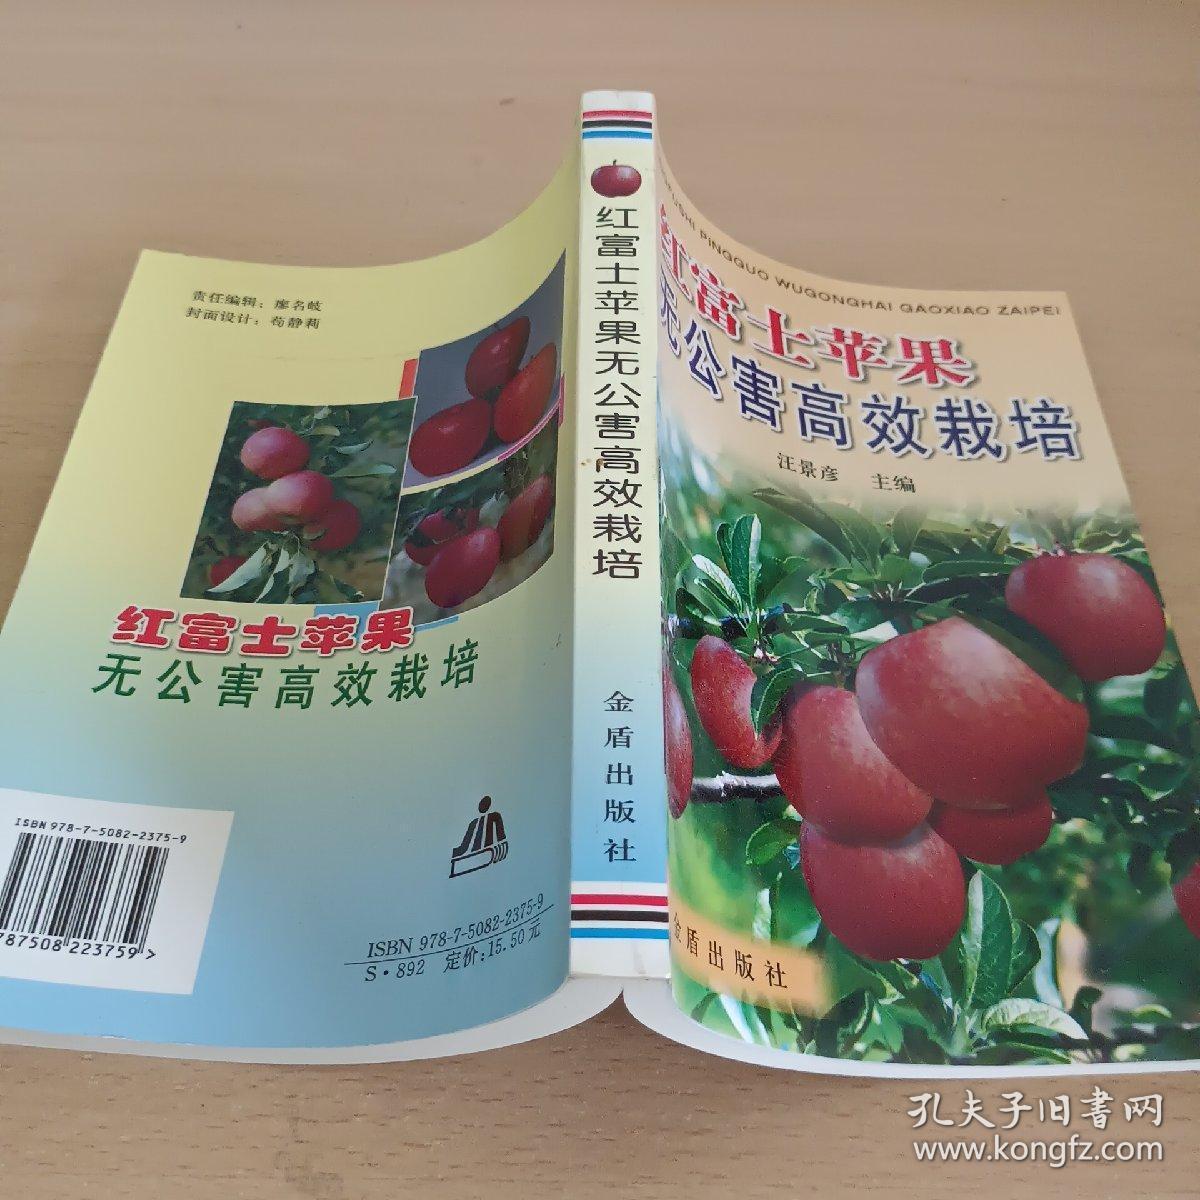 责任编辑：廖名岐
封面设计：苟静莉
红富士苹果
无公害高效栽培
ISBN 978-7-5082-2375-9
787508 223759 >
ISBN 978-7-5082-2375-9
S·892 定价:15.50元
红富士苹果无公害高效栽培
金盾出版社
USHI PINGGUO WUGONGHAI GAOXIAO ZAIPEI
红富士苹果
无公害高效栽培
汪景彦 主编
金盾出版社
孔夫子旧书网
www.kongfz.com